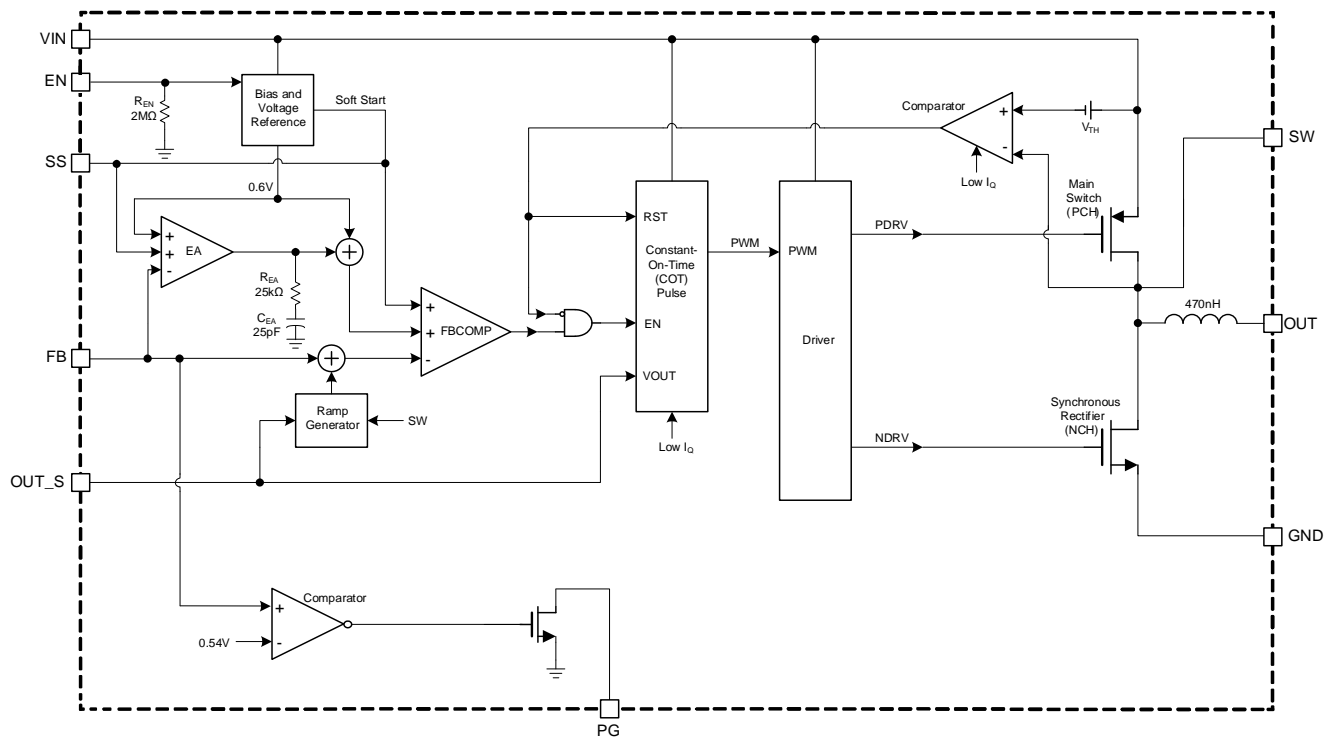 VIN
EN
R_EN
2MΩ
Bias and
Voltage
Reference
Soft Start
SS
0.6V
+
+
-
EA
+
R_EA
25kΩ
C_EA
25pF
+
+
-
FBCOMP
FB
+
Ramp
Generator
SW
OUT_S
RST
Constant-
On-Time
(COT)
Pulse
EN
VOUT
Low I_Q
PWM
PWM
Driver
PDRV
NDRV
Comparator
+
-
V_TH
Low I_Q
Main
Switch
(PCH)
SW
470nH
OUT
Synchronous
Rectifier
(NCH)
GND
Comparator
+
-
0.54V
PG